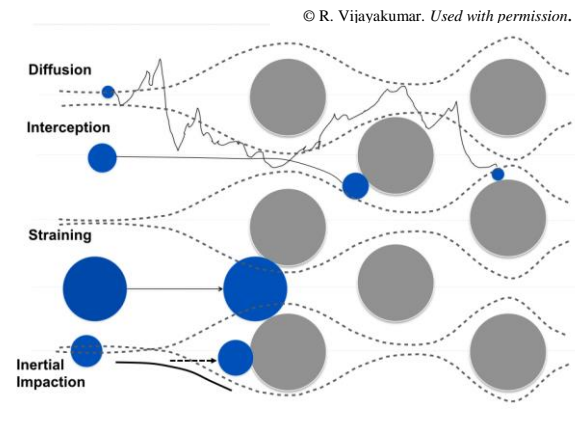 © R. Vijayakumar. Used with permission.
Diffusion
Interception
Straining
Inertial
Impaction